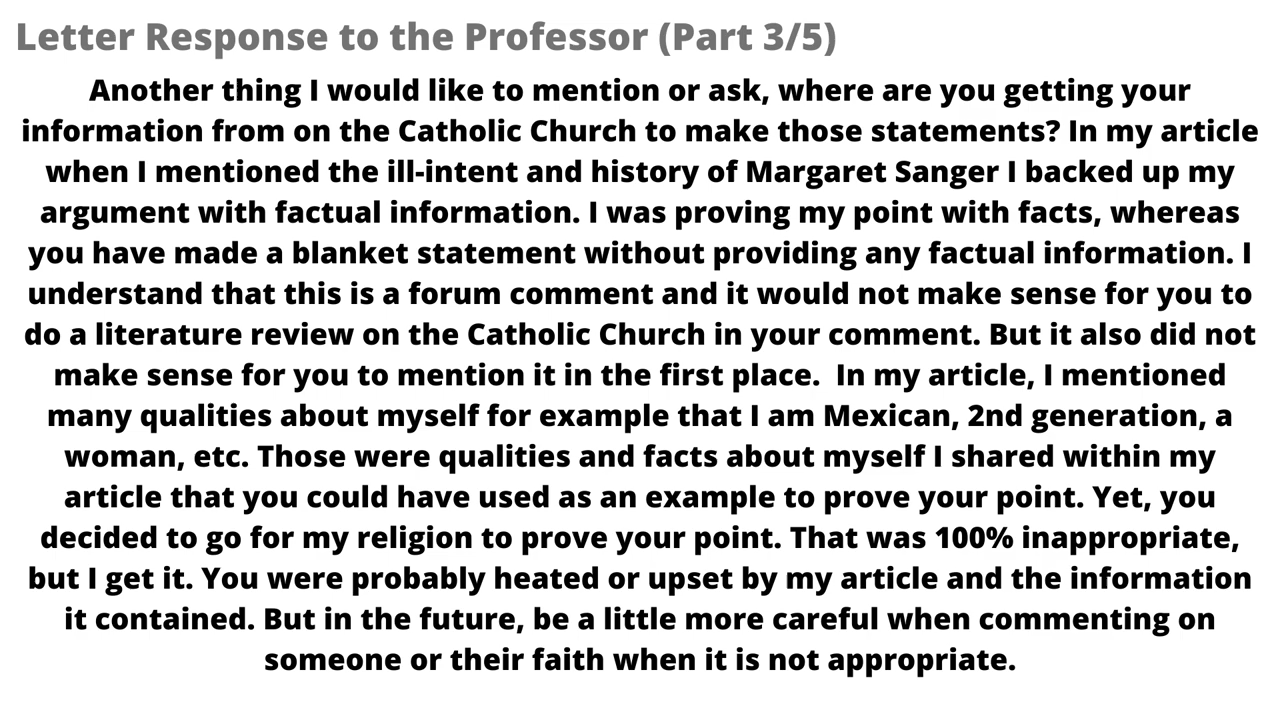 Letter Response to the Professor (Part 3/5)
Another thing I would like to mention or ask, where are you getting your
information from on the Catholic Church to make those statements? In my article
when I mentioned the ill-intent and history of Margaret Sanger I backed up my
argument with factual information. I was proving my point with facts, whereas
you have made a blanket statement without providing any factual information. I
understand that this is a forum comment and it would not make sense for you to
do a literature review on the Catholic Church in your comment. But it also did not
make sense for you to mention it in the first place.  In my article, I mentioned
many qualities about myself for example that I am Mexican, 2nd generation, a
woman, etc. Those were qualities and facts about myself I shared within my
article that you could have used as an example to prove your point. Yet, you
decided to go for my religion to prove your point. That was 100% inappropriate,
but I get it. You were probably heated or upset by my article and the information
it contained. But in the future, be a little more careful when commenting on
someone or their faith when it is not appropriate.